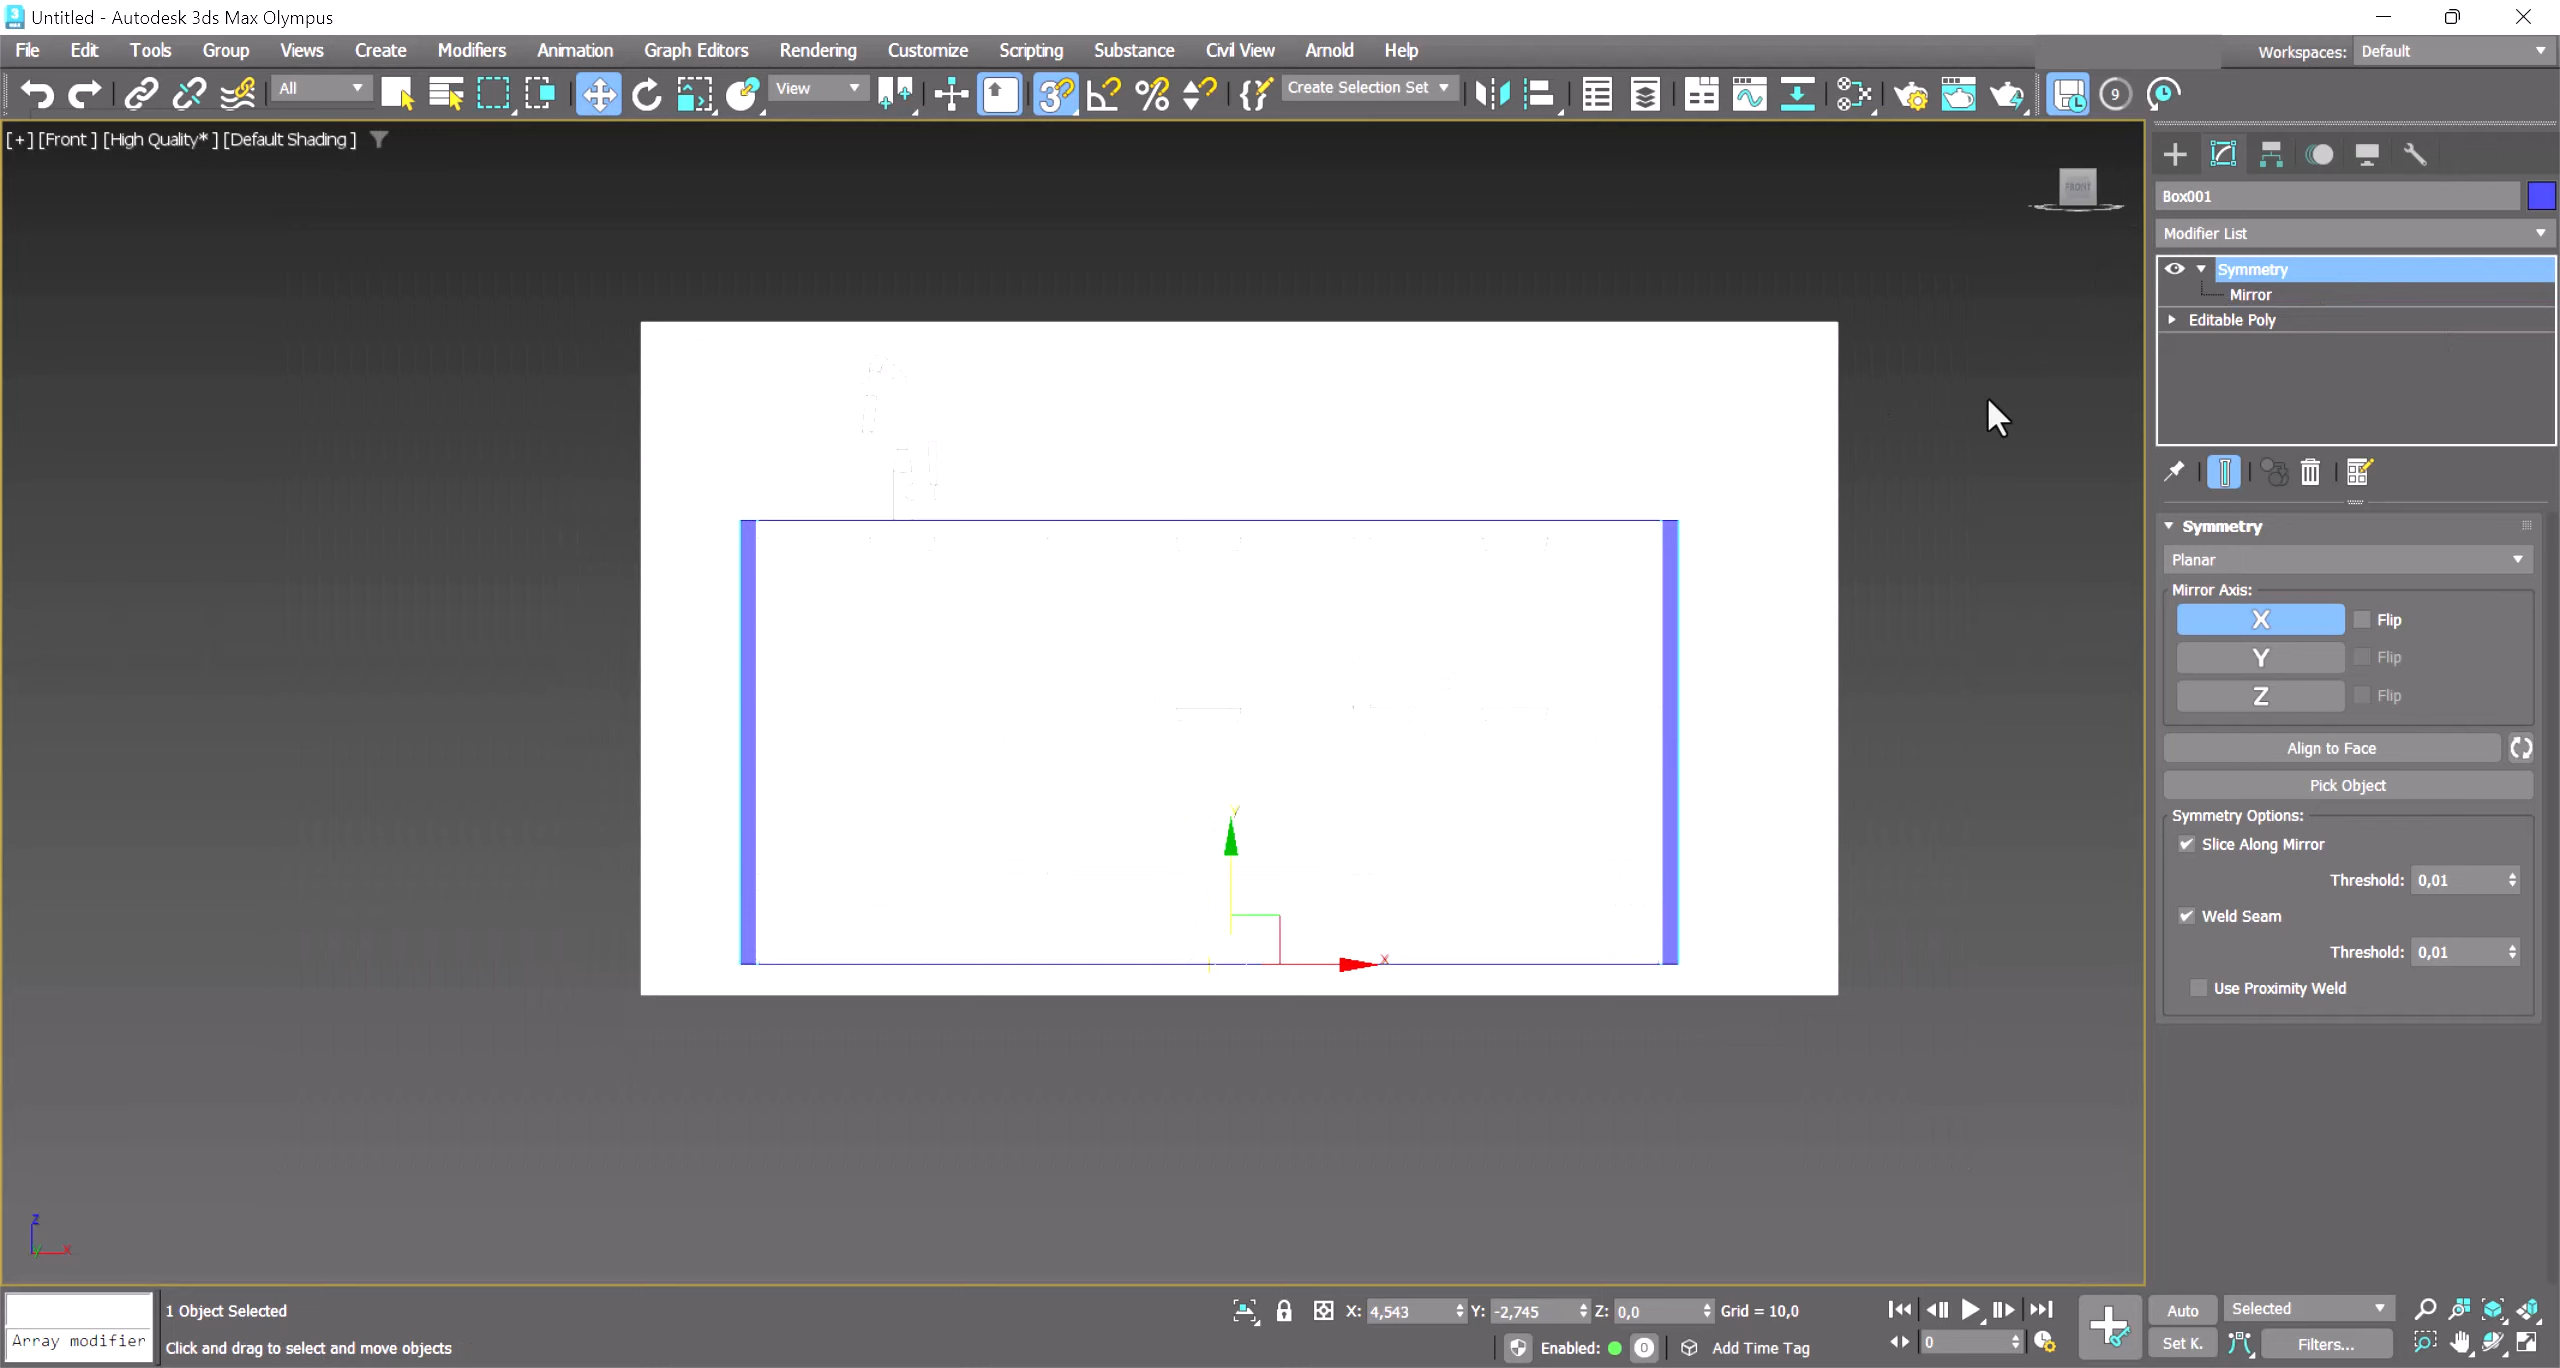 Untitled - Autodesk 3ds Max Olympus
File Edit Tools Group Views Create Modifiers Animation Graph Editors Rendering Customize Scripting Substance Civil View Arnold Help
Workspaces: Default
All
View
3
Create Selection Set
9
[+] [Front ] [High Quality* ] [Default Shading ]
FRONT
Box001
Modifier List
Symmetry
Mirror
Editable Poly
Symmetry
Planar
Mirror Axis:
X Flip
Y Flip
Z Flip
Align to Face
Pick Object
Symmetry Options:
Slice Along Mirror
Threshold: 0,01
Weld Seam
Threshold: 0,01
Use Proximity Weld
Y
X
z
y x
Array modifier
1 Object Selected
Click and drag to select and move objects
X: 4,543 Y: -2,745 Z: 0,0 Grid = 10,0
Enabled: 0 Add Time Tag
0
Auto Selected
Set K. Filters...